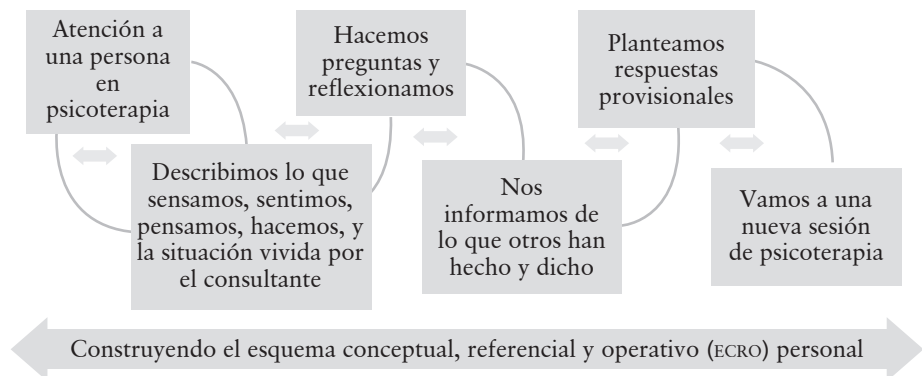 Atención a
una persona
en
psicoterapia
Describimos lo que
sensamos, sentimos,
pensamos, hacemos, y
la situación vivida por
el consultante
Hacemos
preguntas y
reflexionamos
Nos
informamos de
lo que otros han
hecho y dicho
Planteamos
respuestas
provisionales
Vamos a una
nueva sesión
de psicoterapia
Construyendo el esquema conceptual, referencial y operativo (ECRO) personal